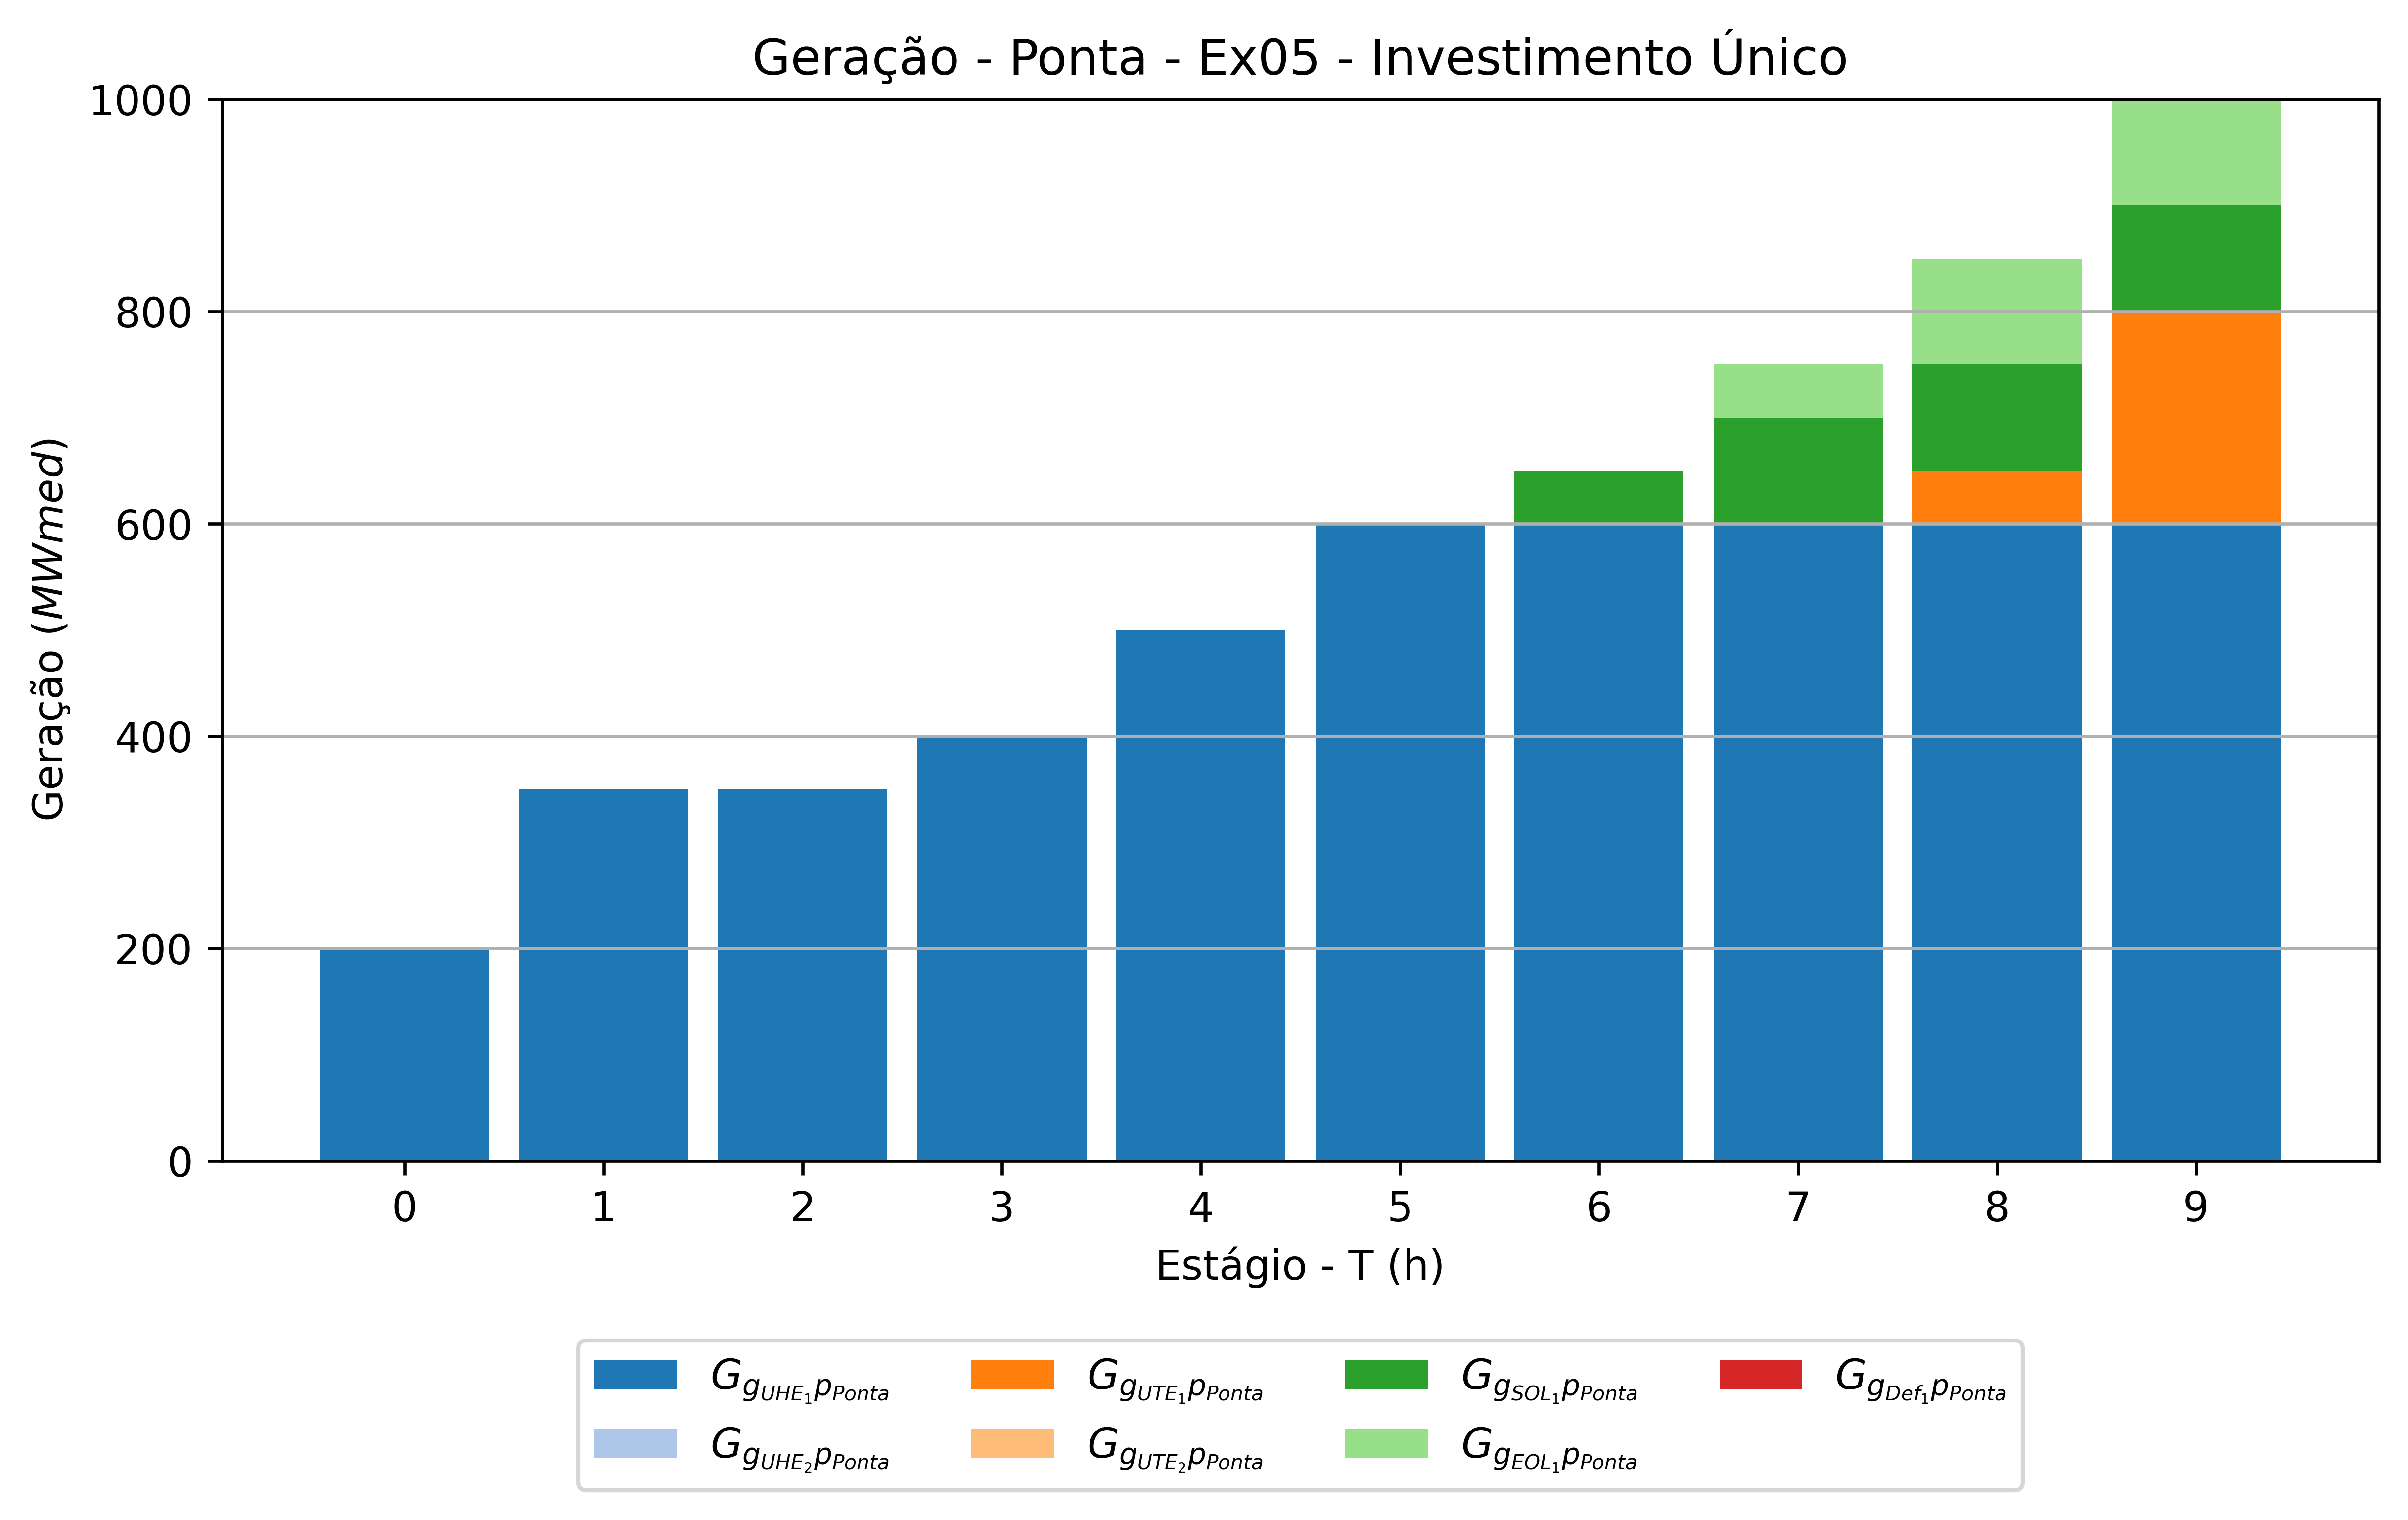 Geração - Ponta - Ex05 - Investimento Único
1000
800
600
400
200
0
Geração (MWmed)
0 1 2 3 4 5 6 7 8 9
Estágio - T (h)
G_{g_{UHE_1}p_{Ponta}} G_{g_{UTE_1}p_{Ponta}} G_{g_{SOL_1}p_{Ponta}} G_{g_{Def_1}p_{Ponta}}
G_{g_{UHE_2}p_{Ponta}} G_{g_{UTE_2}p_{Ponta}} G_{g_{EOL_1}p_{Ponta}}